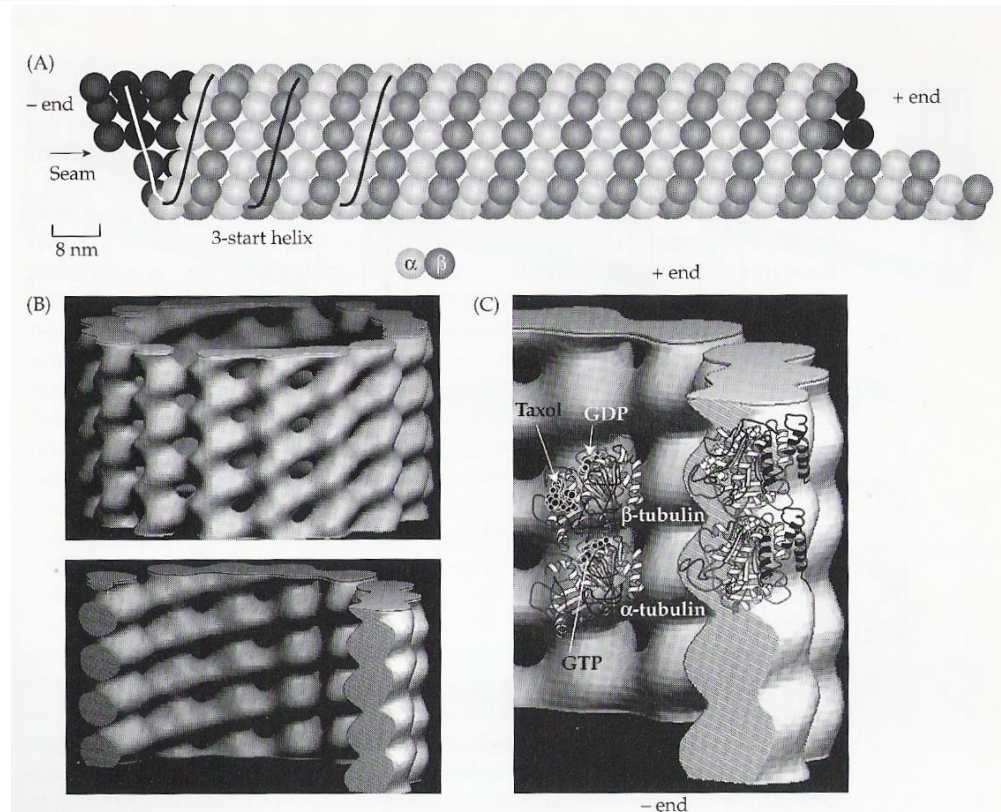 (A)
– end
+ end
Seam
8 nm
3-start helix
α β
+ end
(B)
(C)
Taxol
GDP
β-tubulin
α-tubulin
GTP
– end